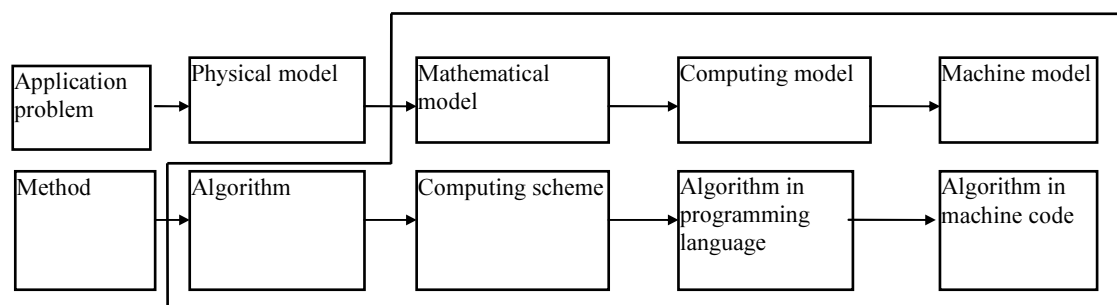 Application
problem
Physical model
Mathematical
model
Computing model
Machine model
Method
Algorithm
Computing scheme
Algorithm in
programming
language
Algorithm in
machine code